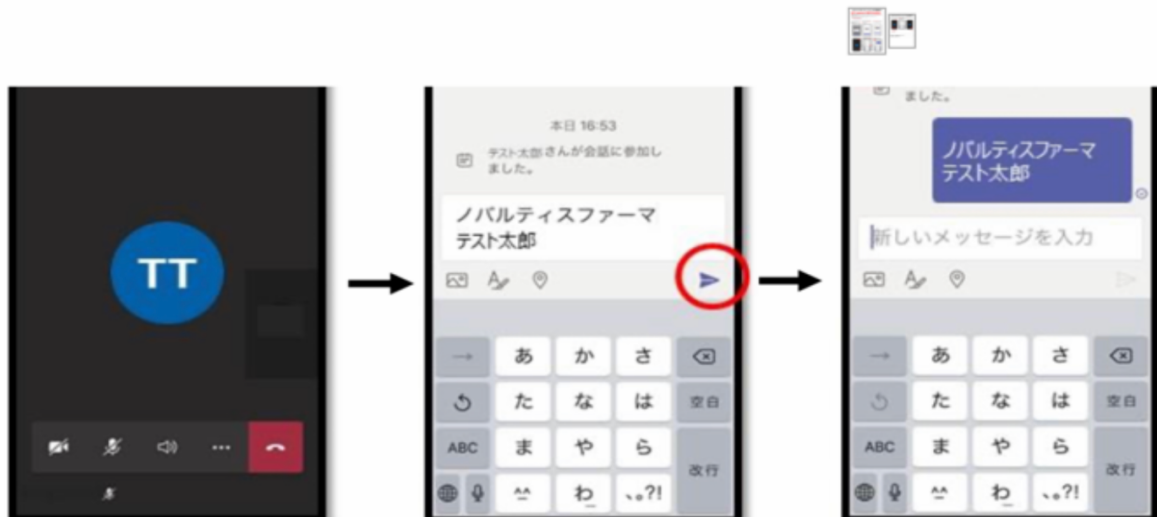 TT
本日 16:53
テスト太郎 さんが会話に参加し
ました。
ノバルティスファーマ
テスト太郎
→
あ
か
さ
た
な
は
空白
ABC
ま
や
ら
改行
^^
わ
、。?!
ました。
ノバルティスファーマ
テスト太郎
新しいメッセージを入力
→
あ
か
さ
た
な
は
空白
ABC
ま
や
ら
改行
^^
わ
、。?!